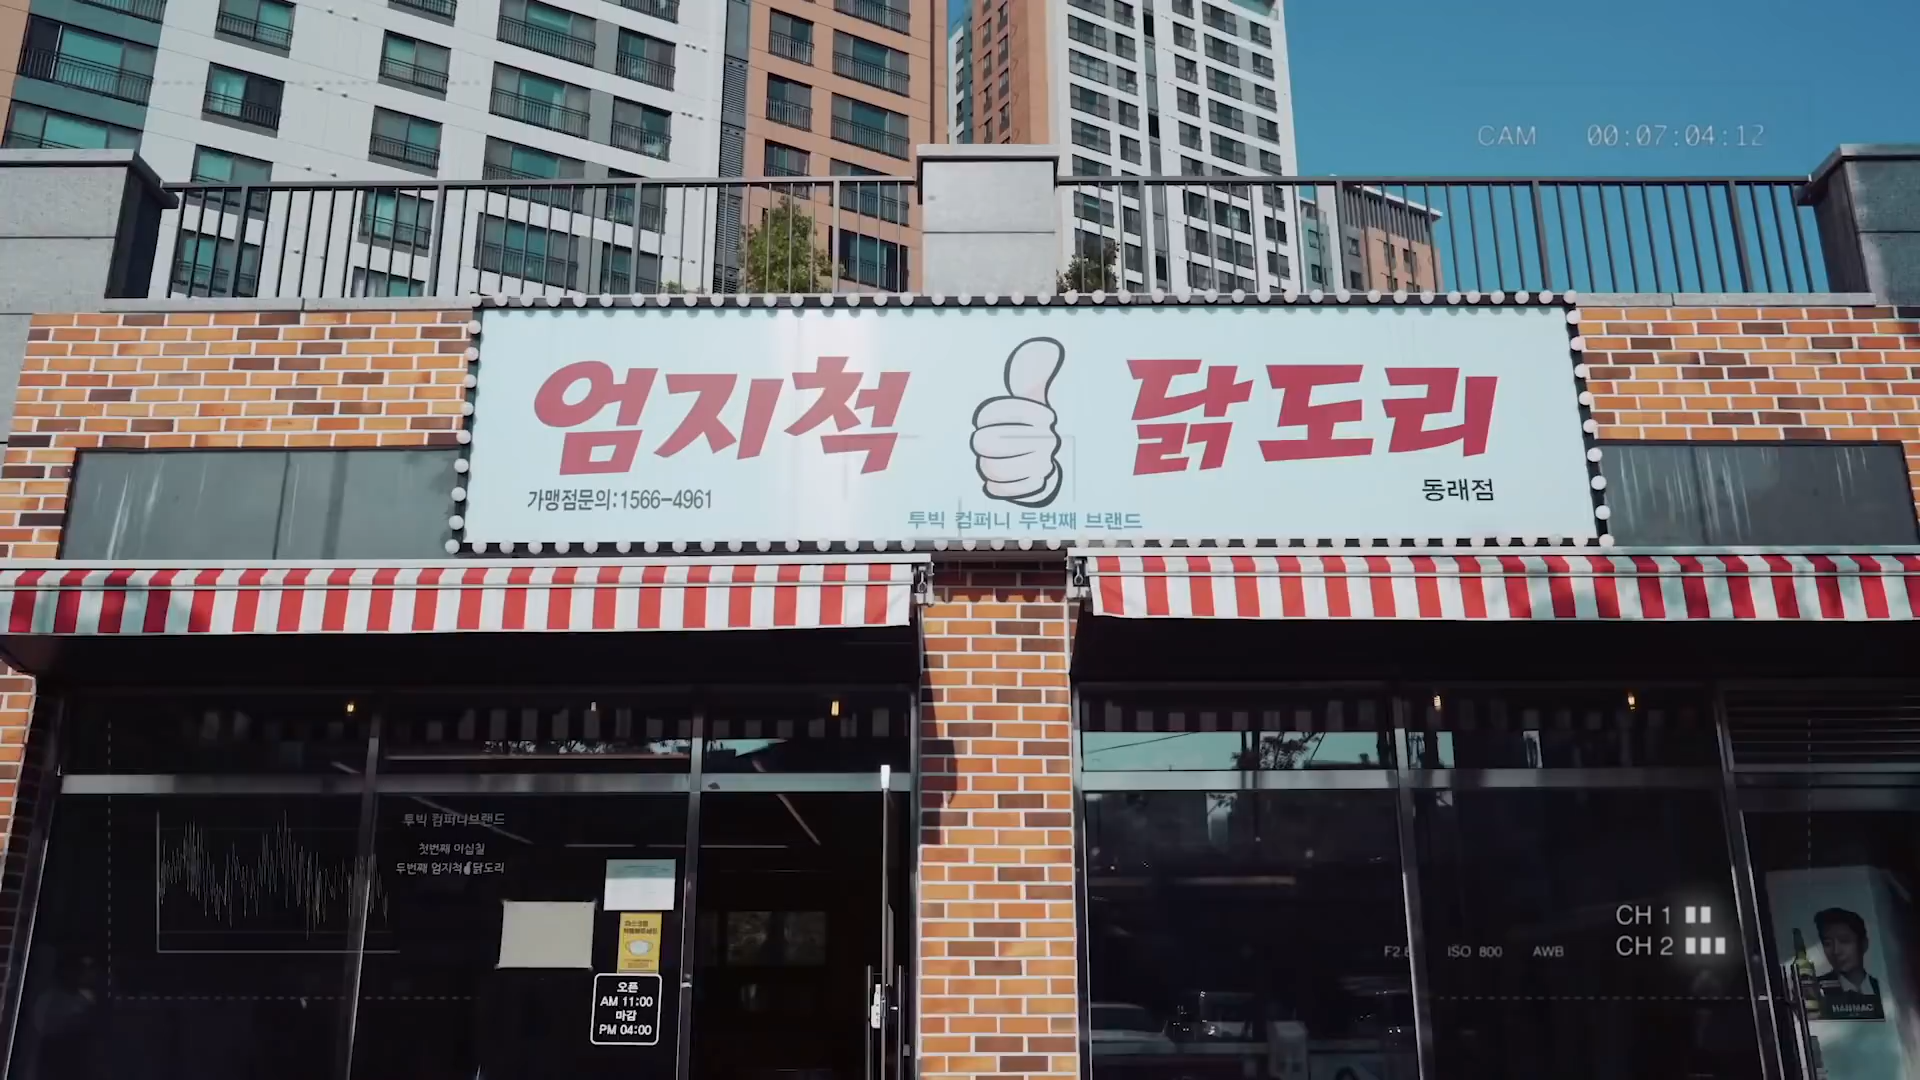 CAM 00:07:04:12
엄지척 닭도리
동래점
가맹점문의:1566-4961
투빅 컴퍼니 두번째 브랜드
투빅 컴퍼니브랜드
첫번째 이십칠
두번째 엄지척 닭도리
오픈
AM 11:00
마감
PM 04:00
CH 1
CH 2
ISO 800 AWB